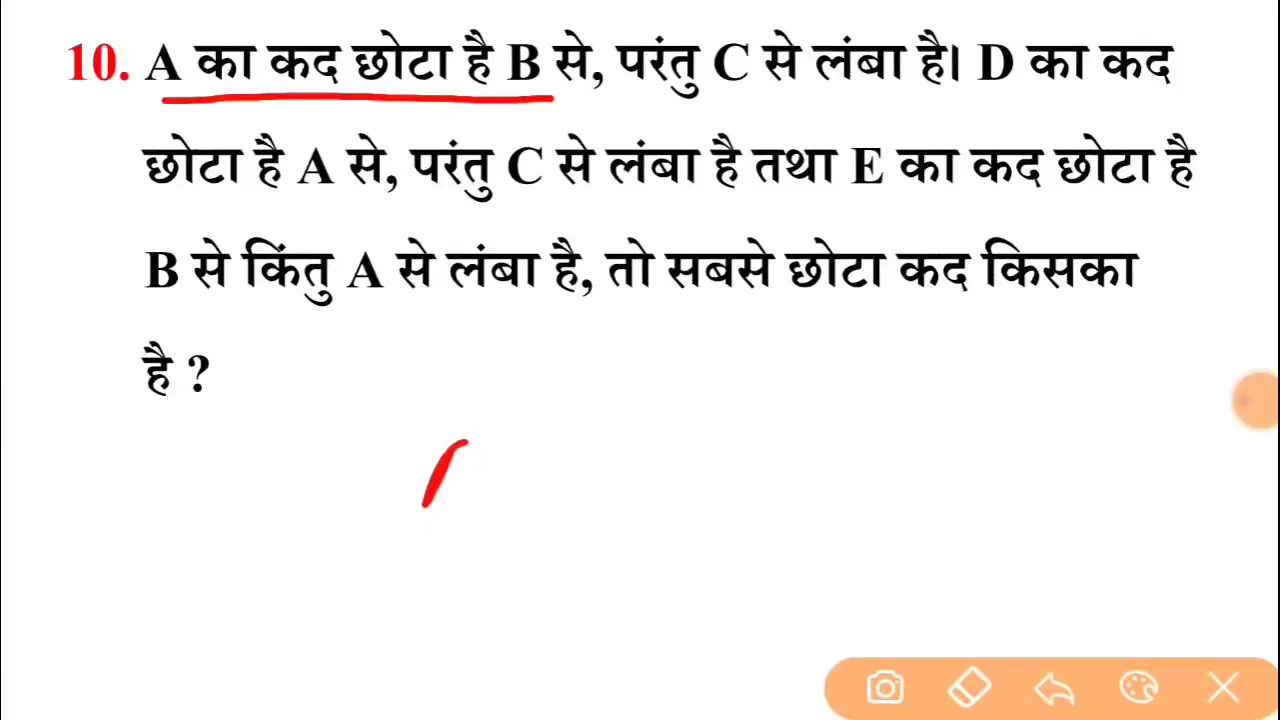 10. A का कद छोटा है B से, परंतु C से लंबा है। D का कद
छोटा है A से, परंतु C से लंबा है तथा E का कद छोटा है
B से किंतु A से लंबा है, तो सबसे छोटा कद किसका
है ?